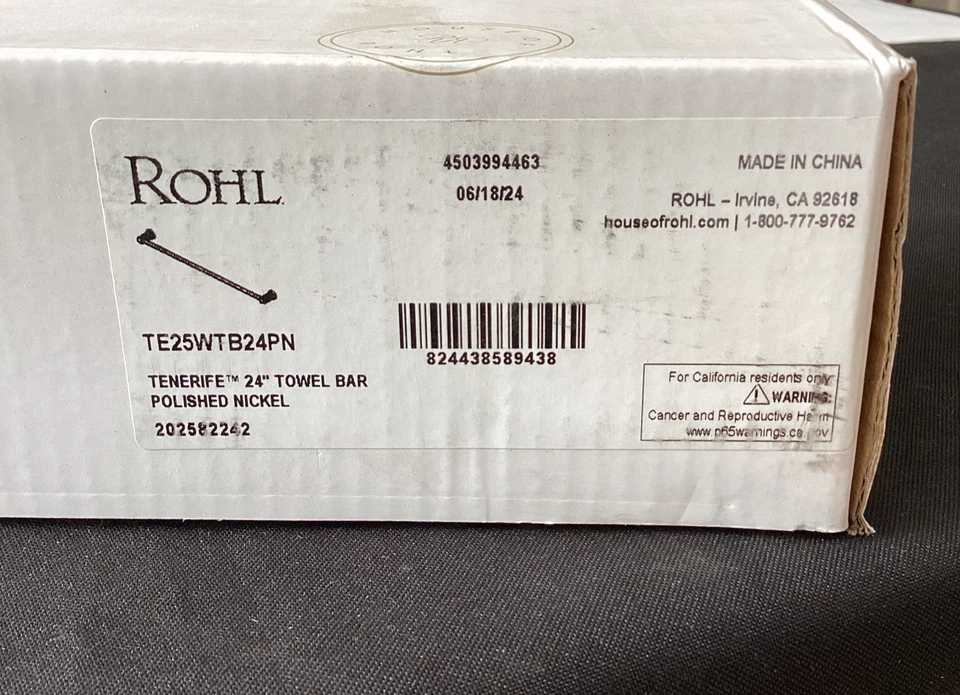 ROHL
4503994463
06/18/24
MADE IN CHINA
ROHL – Irvine, CA 92618
houseofrohl.com | 1-800-777-9762
TE25WTB24PN
TENERIFE™ 24" TOWEL BAR
POLISHED NICKEL
202582242
824438589438
For California residents only
WARNING:
Cancer and Reproductive Harm
www.p65warnings.ca.gov